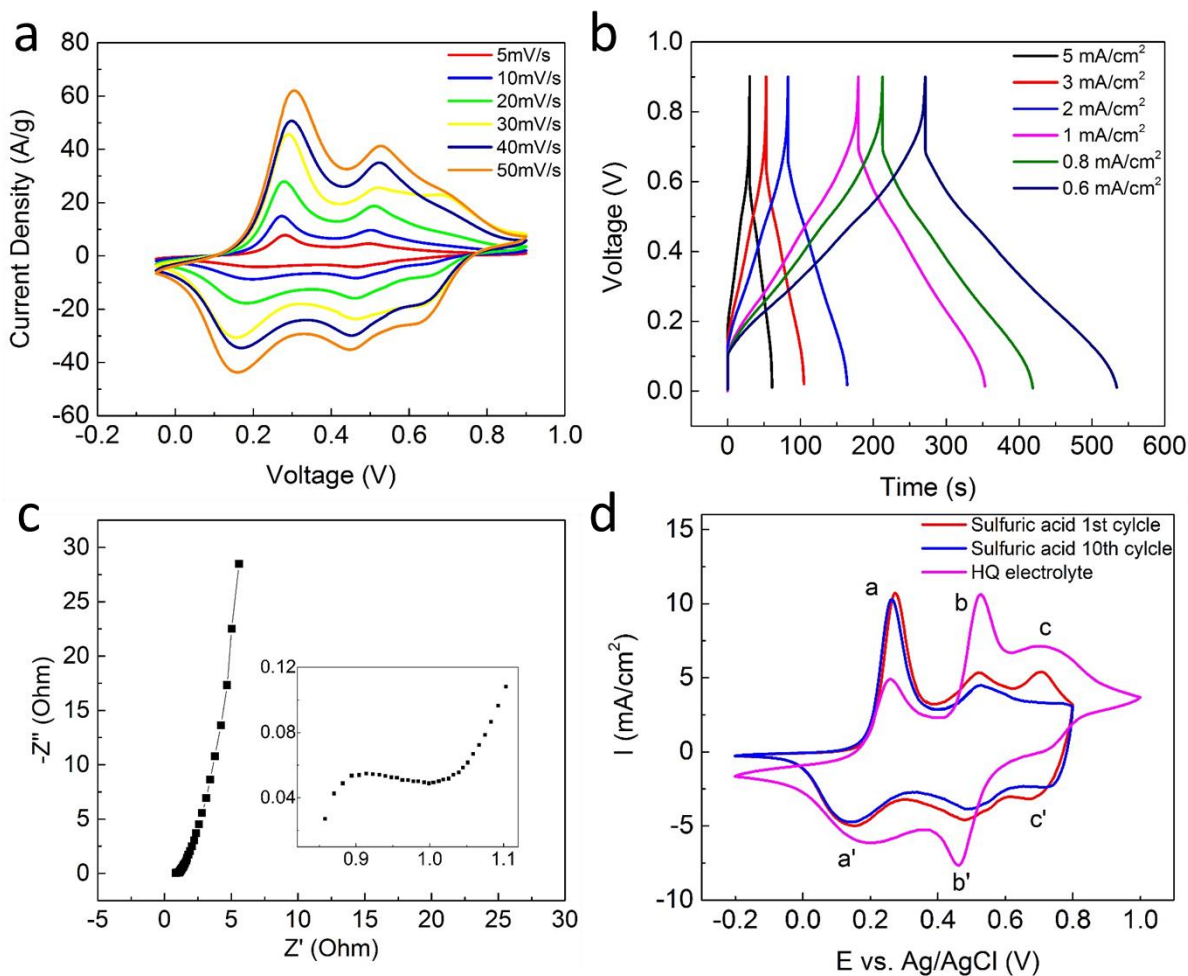 a
80
60
40
20
0
-20
-40
-60
Current Density (A/g)
-0.2 0.0 0.2 0.4 0.6 0.8 1.0
Voltage (V)
5mV/s
10mV/s
20mV/s
30mV/s
40mV/s
50mV/s
b
1.0
0.8
0.6
0.4
0.2
0.0
Voltage (V)
0 100 200 300 400 500 600
Time (s)
5 mA/cm²
3 mA/cm²
2 mA/cm²
1 mA/cm²
0.8 mA/cm²
0.6 mA/cm²
c
30
25
20
15
10
5
0
-Z'' (Ohm)
-5 0 5 10 15 20 25 30
Z' (Ohm)
0.12
0.08
0.04
0.9 1.0 1.1
d
15
10
5
0
-5
-10
I (mA/cm²)
-0.2 0.0 0.2 0.4 0.6 0.8 1.0
E vs. Ag/AgCl (V)
Sulfuric acid 1st cylcle
Sulfuric acid 10th cylcle
HQ electrolyte
a
b
c
a'
b'
c'